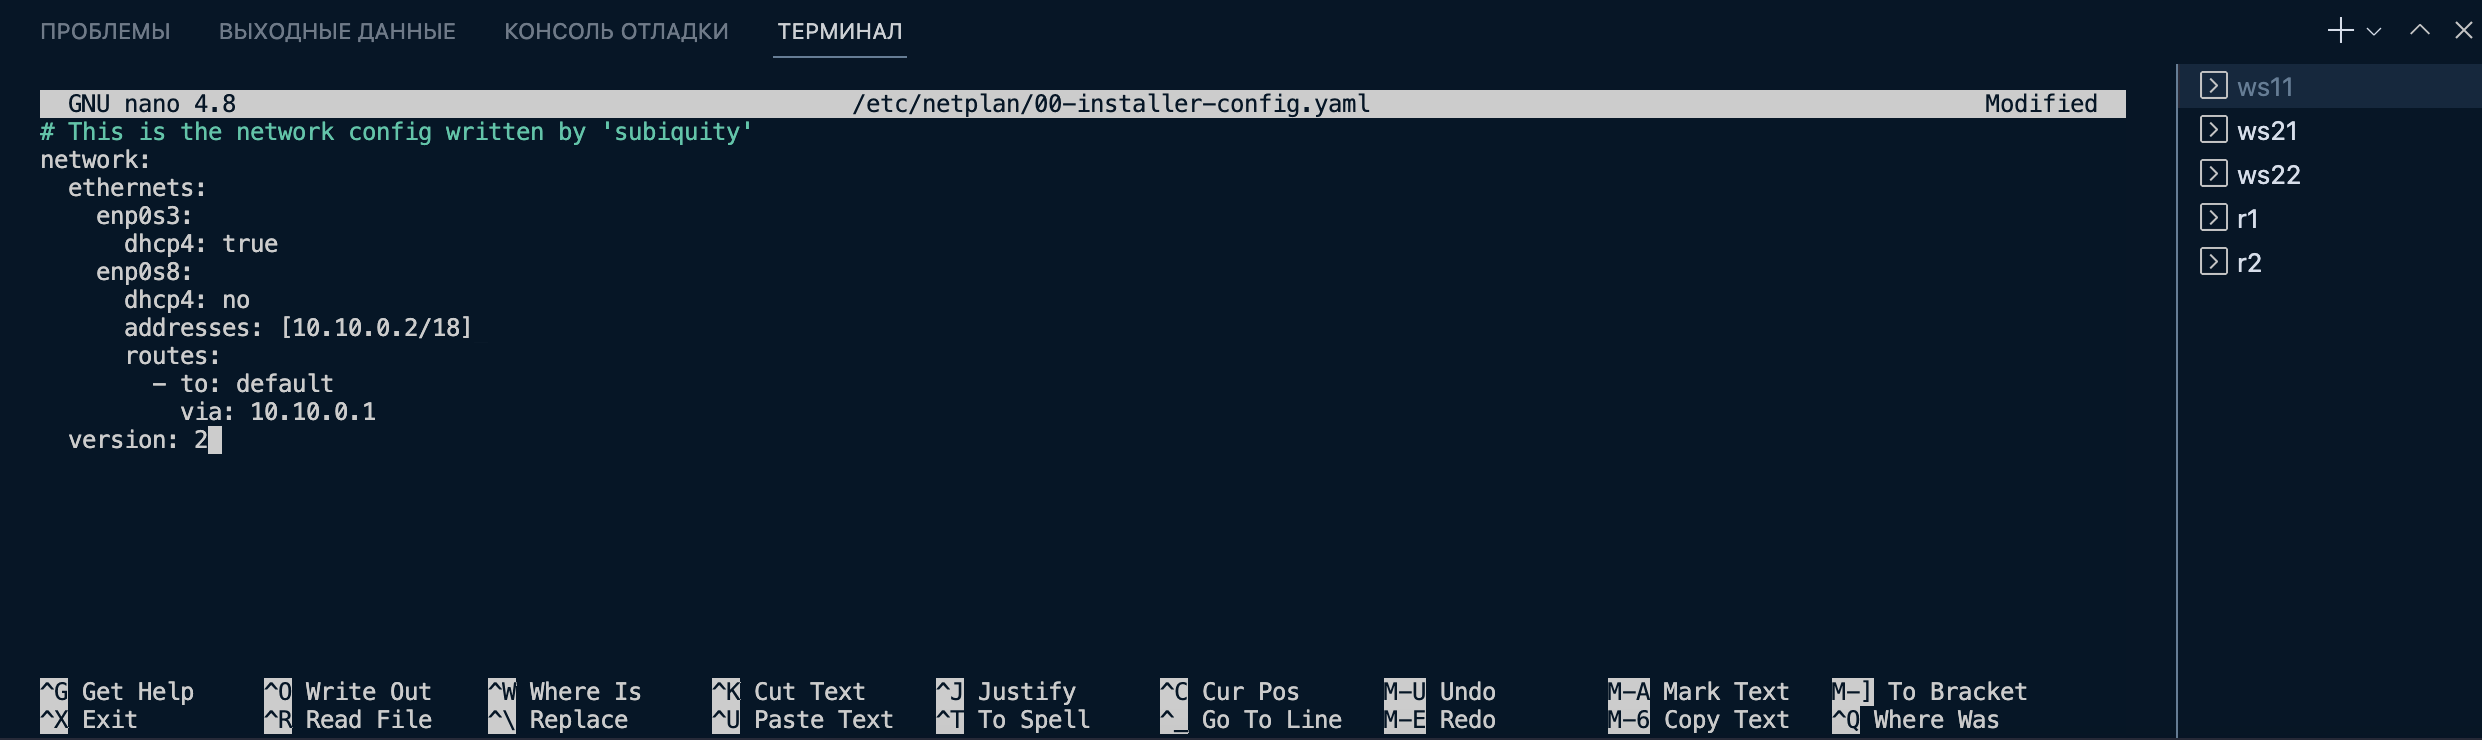 ПРОБЛЕМЫ ВЫХОДНЫЕ ДАННЫЕ КОНСОЛЬ ОТЛАДКИ ТЕРМИНАЛ
GNU nano 4.8 /etc/netplan/00-installer-config.yaml Modified
# This is the network config written by 'subiquity'
network:
  ethernets:
    enp0s3:
      dhcp4: true
    enp0s8:
      dhcp4: no
      addresses: [10.10.0.2/18]
      routes:
        - to: default
          via: 10.10.0.1
  version: 2
^G Get Help ^O Write Out ^W Where Is ^K Cut Text ^J Justify ^C Cur Pos M-U Undo M-A Mark Text M-] To Bracket
^X Exit ^R Read File ^\ Replace ^U Paste Text ^T To Spell ^_ Go To Line M-E Redo M-6 Copy Text ^Q Where Was
ws11
ws21
ws22
r1
r2